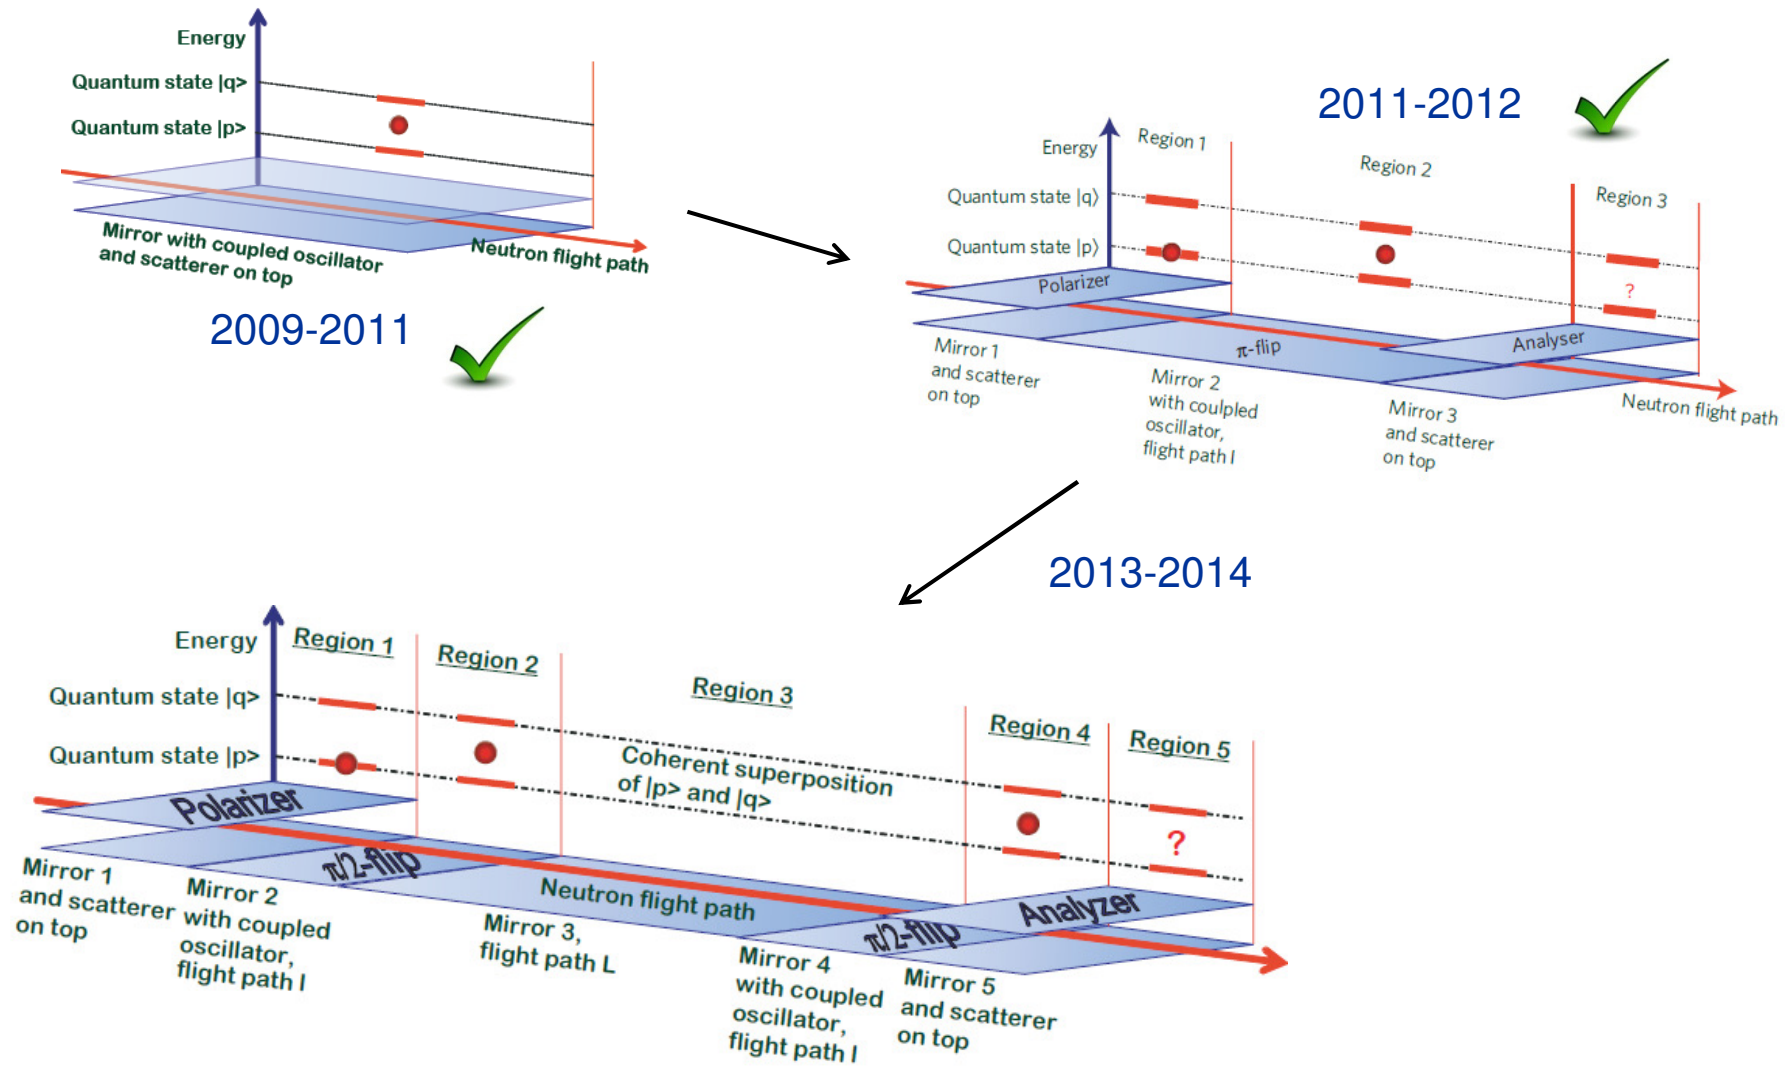 Energy
Quantum state |q>
Quantum state |p>
Mirror with coupled oscillator
and scatterer on top
Neutron flight path
2009-2011
2011-2012
Energy
Region 1
Region 2
Region 3
Quantum state |q⟩
Quantum state |p⟩
?
Polarizer
π-flip
Analyser
Mirror 1
and scatterer
on top
Mirror 2
with coulpled
oscillator,
flight path l
Mirror 3
and scatterer
on top
Neutron flight path
2013-2014
Energy
Region 1
Region 2
Region 3
Region 4
Region 5
Quantum state |q>
Quantum state |p>
Coherent superposition
of |p> and |q>
?
Polarizer
π/2-flip
Neutron flight path
π/2-flip
Analyzer
Mirror 1
and scatterer
on top
Mirror 2
with coupled
oscillator,
flight path l
Mirror 3,
flight path L
Mirror 4
with coupled
oscillator,
flight path l
Mirror 5
and scatterer
on top